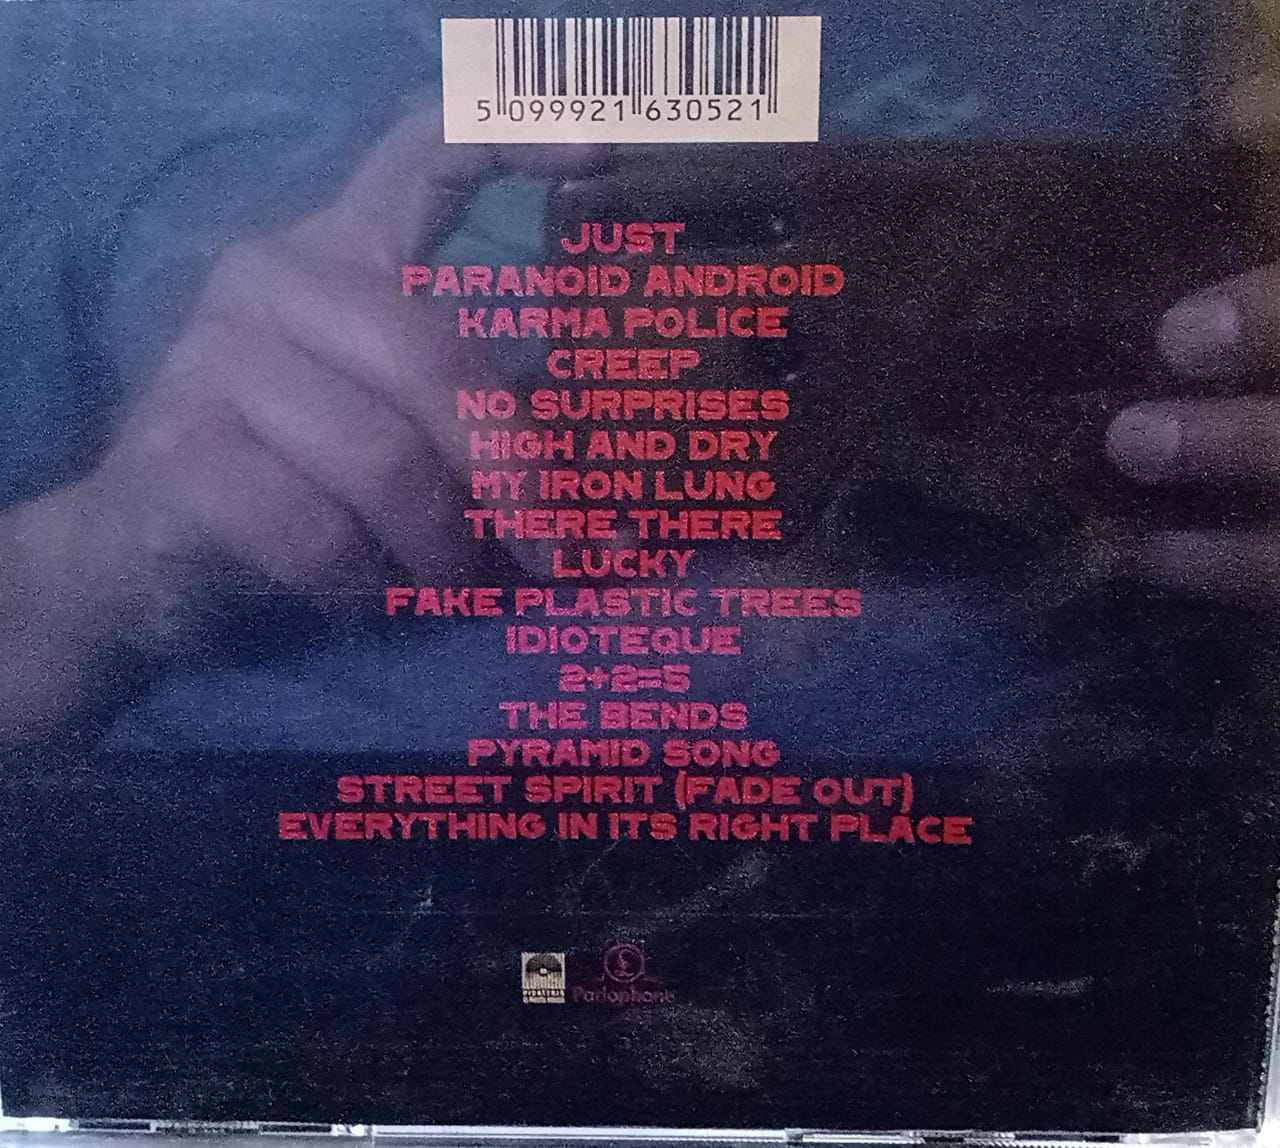 5 099921 630521
JUST
PARANOID ANDROID
KARMA POLICE
CREEP
NO SURPRISES
HIGH AND DRY
MY IRON LUNG
THERE THERE
LUCKY
FAKE PLASTIC TREES
IDIOTEQUE
2+2=5
THE BENDS
PYRAMID SONG
STREET SPIRIT (FADE OUT)
EVERYTHING IN ITS RIGHT PLACE
£
Parlophone